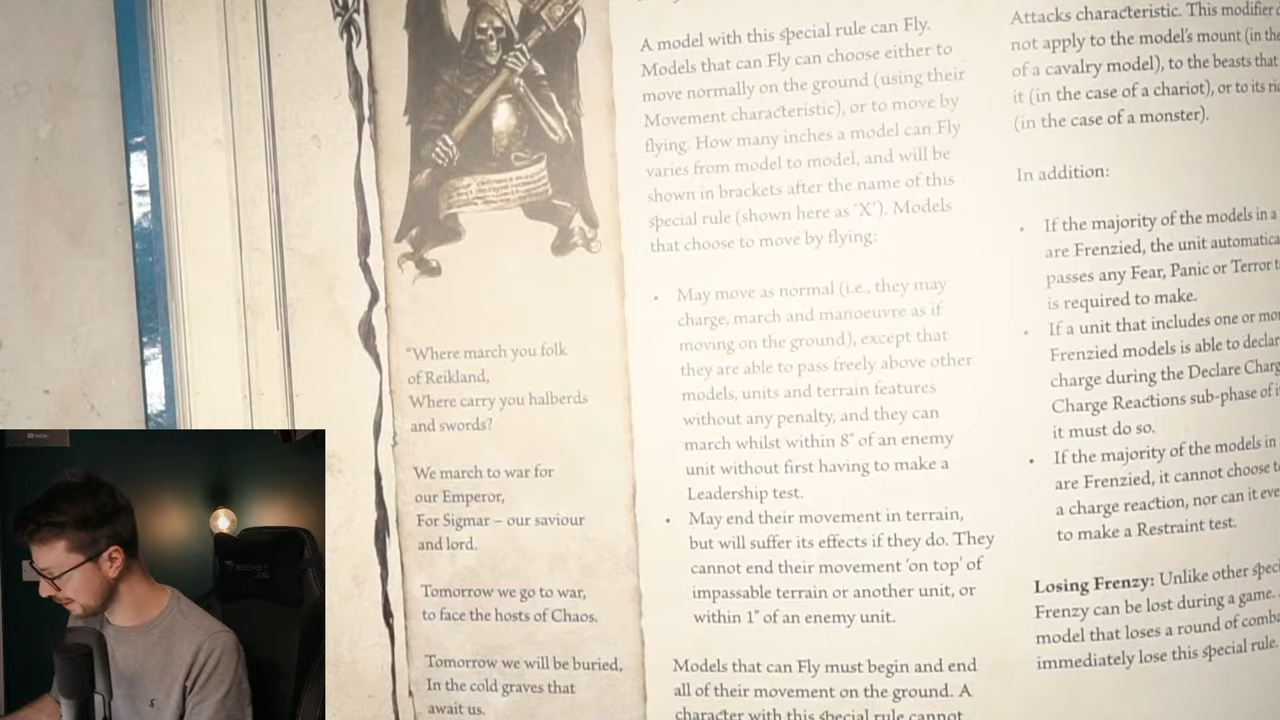 "Where march you folk
of Reikland,
Where carry you halberds
and swords?
We march to war for
our Emperor,
For Sigmar – our saviour
and lord.
Tomorrow we go to war,
to face the hosts of Chaos.
Tomorrow we will be buried,
In the cold graves that
await us.
A model with this special rule can Fly.
Models that can Fly can choose either to
move normally on the ground (using their
Movement characteristic), or to move by
flying. How many inches a model can Fly
varies from model to model, and will be
shown in brackets after the name of this
special rule (shown here as 'X'). Models
that choose to move by flying:
• May move as normal (i.e., they may
charge, march and manoeuvre as if
moving on the ground), except that
they are able to pass freely above other
models, units and terrain features
without any penalty, and they can
march whilst within 8" of an enemy
unit without first having to make a
Leadership test.
• May end their movement in terrain,
but will suffer its effects if they do. They
cannot end their movement 'on top' of
impassable terrain or another unit, or
within 1" of an enemy unit.
Models that can Fly must begin and end
all of their movement on the ground. A
character with this special rule cannot
Attacks characteristic. This modifier
not apply to the model's mount (in the
of a cavalry model), to the beasts that
it (in the case of a chariot), or to its
(in the case of a monster).
In addition:
• If the majority of the models in a
are Frenzied, the unit
passes any Fear, Panic or Terror
is required to make.
• If a unit that includes one or
Frenzied models is able to
charge during the Declare
Charge Reactions sub-phase of
it must do so.
• If the majority of the models in
are Frenzied, it cannot choose
a charge reaction, nor can it
to make a Restraint test.
Losing Frenzy: Unlike other
Frenzy can be lost during a game.
model that loses a round of
immediately lose this special rule.
SECRETLAB